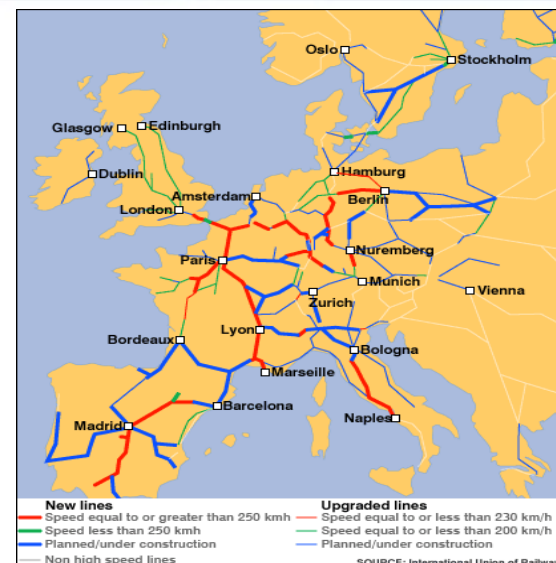 Oslo
Stockholm
Glasgow
Edinburgh
Dublin
Hamburg
Amsterdam
Berlin
London
Nuremberg
Paris
Munich
Vienna
Zurich
Lyon
Bordeaux
Bologna
Marseille
Barcelona
Madrid
Naples
New lines
Speed equal to or greater than 250 kmh
Speed less than 250 kmh
Planned/under construction
Non high speed lines
Upgraded lines
Speed equal to or less than 230 km/h
Speed equal to or less than 200 km/h
Planned/under construction
SOURCE: International Union of Railway